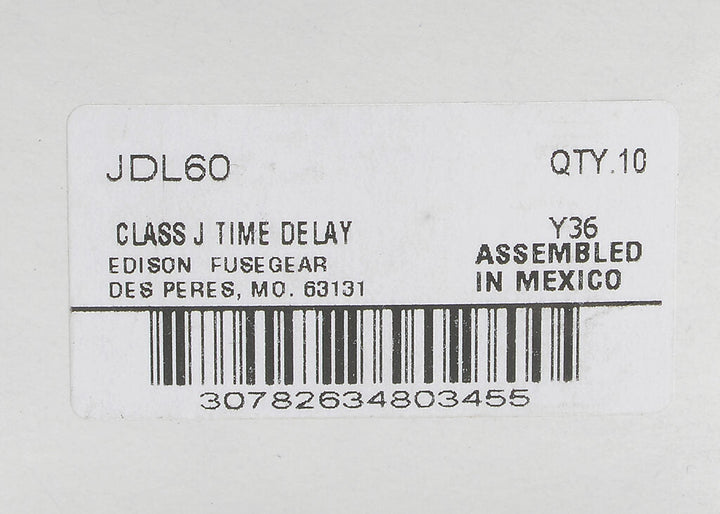 JDL60
QTY.10
CLASS J TIME DELAY
Y36
EDISON FUSEGEAR
ASSEMBLED
DES PERES, MO. 63131
IN MEXICO
30782634803455